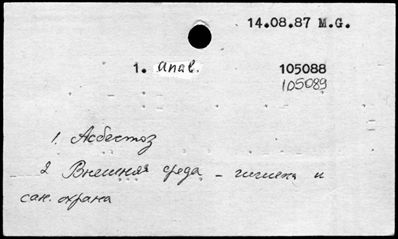 14.08.87 M.G.
1. anal. 105088
105089
1. Асбестоз
2 Внешняя среда – гигиена и
сан. охрана